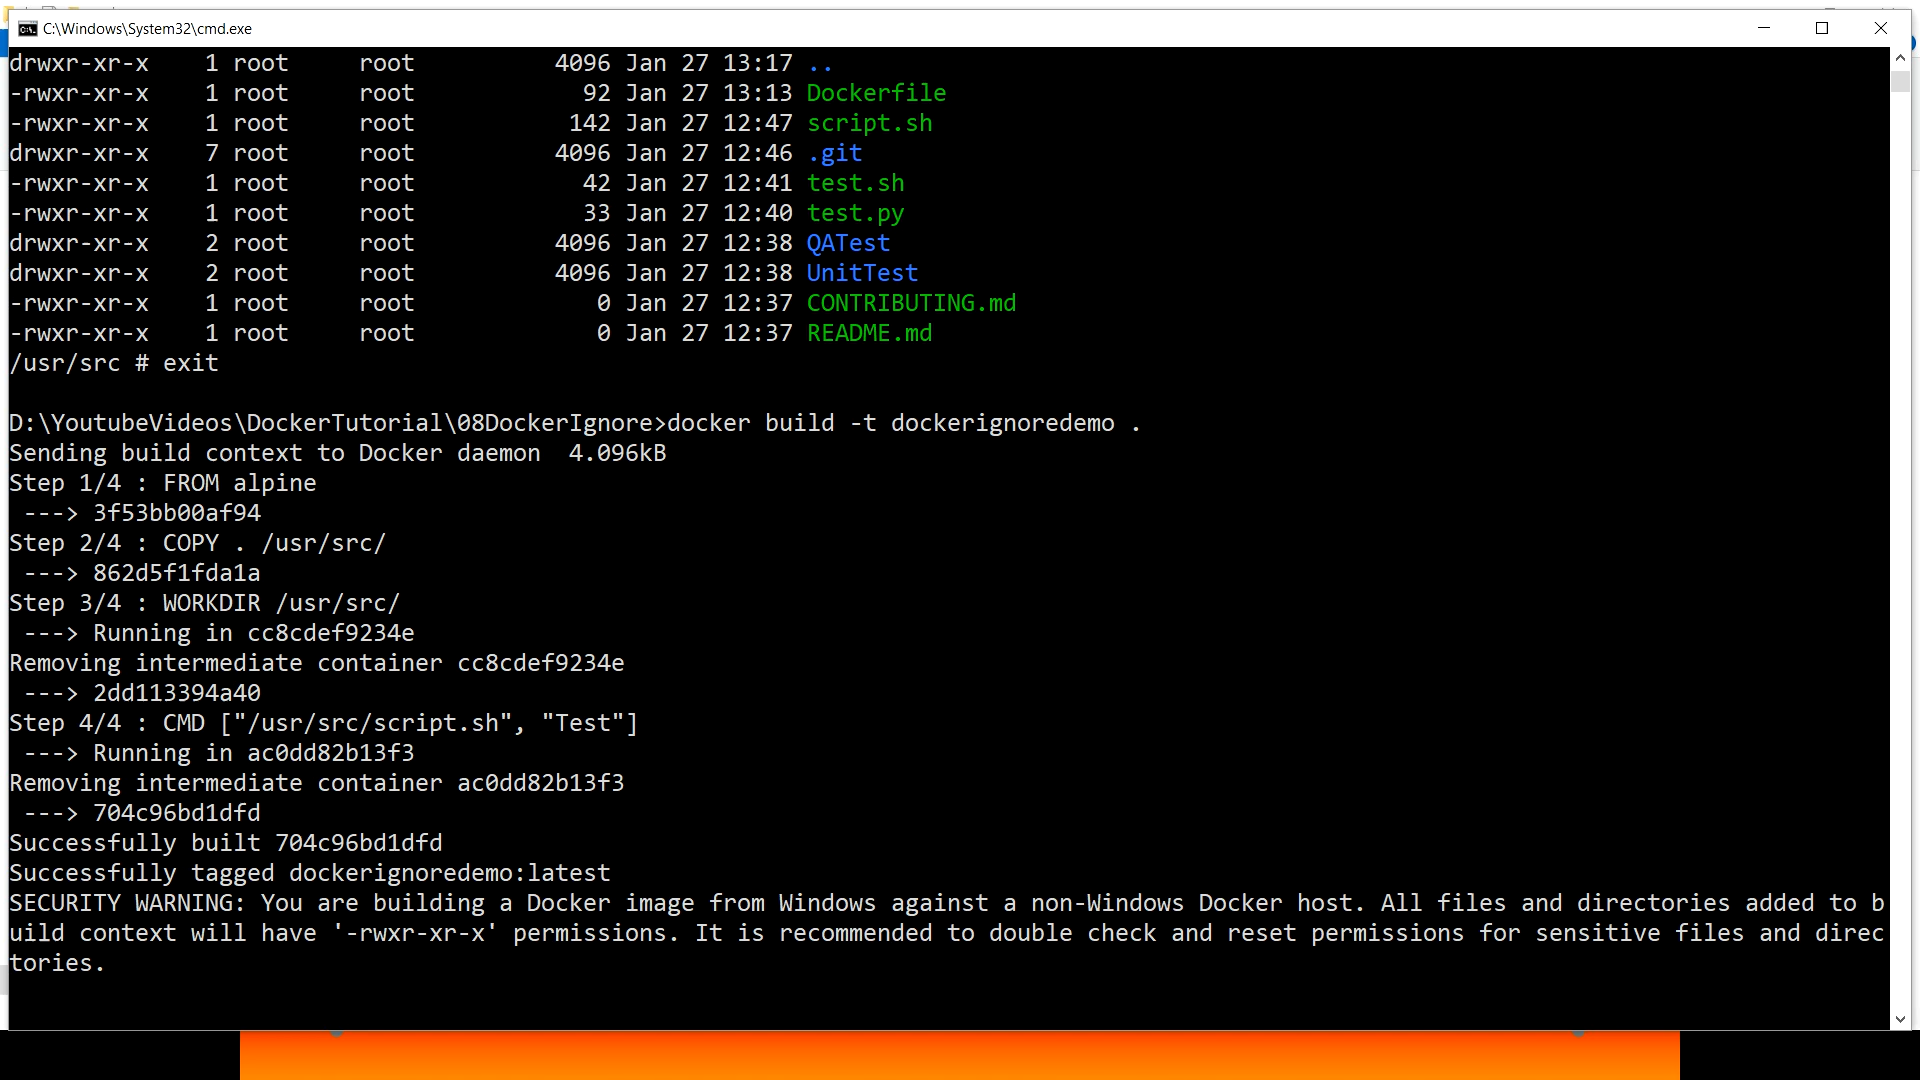 C:\Windows\System32\cmd.exe
drwxr-xr-x    1 root     root          4096 Jan 27 13:17 ..
-rwxr-xr-x    1 root     root            92 Jan 27 13:13 Dockerfile
-rwxr-xr-x    1 root     root           142 Jan 27 12:47 script.sh
drwxr-xr-x    7 root     root          4096 Jan 27 12:46 .git
-rwxr-xr-x    1 root     root            42 Jan 27 12:41 test.sh
-rwxr-xr-x    1 root     root            33 Jan 27 12:40 test.py
drwxr-xr-x    2 root     root          4096 Jan 27 12:38 QATest
drwxr-xr-x    2 root     root          4096 Jan 27 12:38 UnitTest
-rwxr-xr-x    1 root     root             0 Jan 27 12:37 CONTRIBUTING.md
-rwxr-xr-x    1 root     root             0 Jan 27 12:37 README.md
/usr/src # exit
D:\YoutubeVideos\DockerTutorial\08DockerIgnore>docker build -t dockerignoredemo .
Sending build context to Docker daemon  4.096kB
Step 1/4 : FROM alpine
 ---> 3f53bb00af94
Step 2/4 : COPY . /usr/src/
 ---> 862d5f1fda1a
Step 3/4 : WORKDIR /usr/src/
 ---> Running in cc8cdef9234e
Removing intermediate container cc8cdef9234e
 ---> 2dd113394a40
Step 4/4 : CMD ["/usr/src/script.sh", "Test"]
 ---> Running in ac0dd82b13f3
Removing intermediate container ac0dd82b13f3
 ---> 704c96bd1dfd
Successfully built 704c96bd1dfd
Successfully tagged dockerignoredemo:latest
SECURITY WARNING: You are building a Docker image from Windows against a non-Windows Docker host. All files and directories added to b
uild context will have '-rwxr-xr-x' permissions. It is recommended to double check and reset permissions for sensitive files and direc
tories.